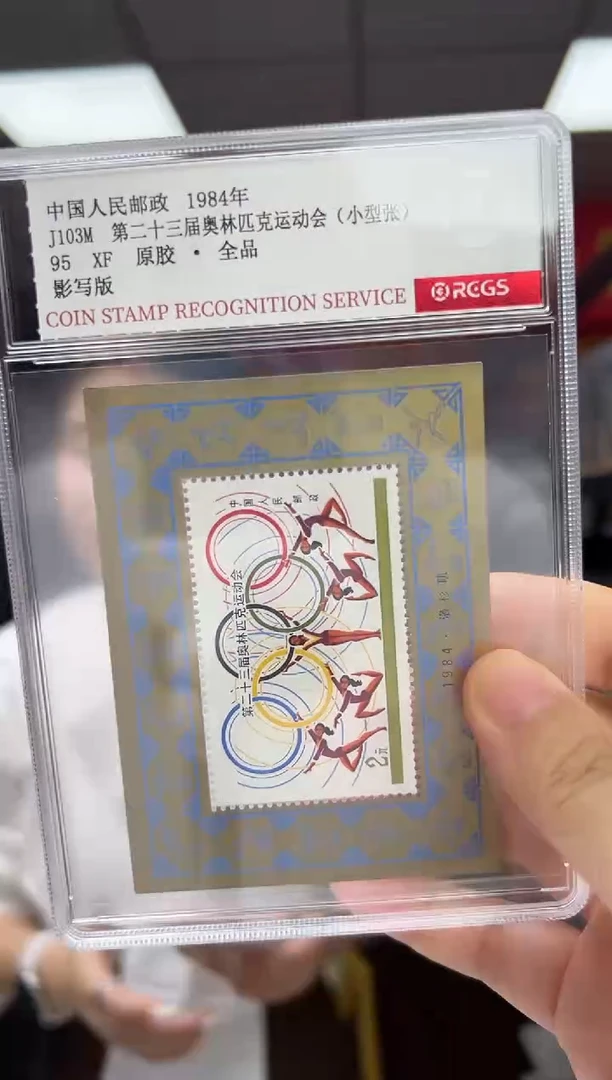 中国人民邮政 1984年
J103M 第二十三届奥林匹克运动会（小型张）
95 XF 原胶 · 全品
影写版
COIN STAMP RECOGNITION SERVICE
RCGS
中国人民邮政
第二十三届奥林匹克运动会
2元
1984·洛杉矶